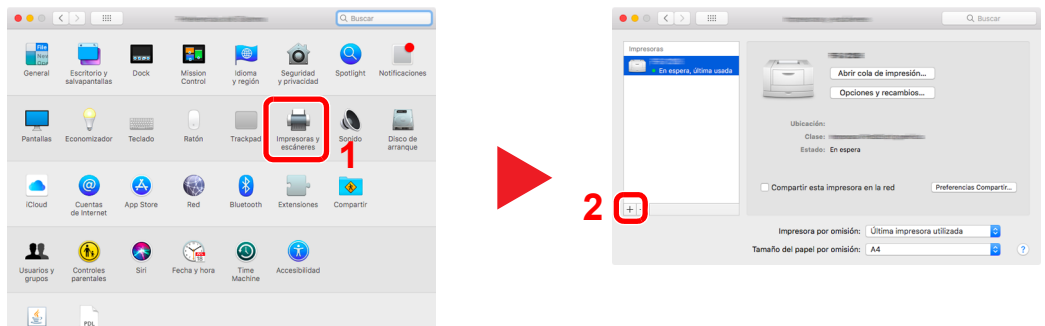 Buscar
File
New
General
Escritorio y
salvapantallas
Dock
Mission
Control
Idioma
y región
Seguridad
y privacidad
Spotlight
Notificaciones
Pantallas
Economizador
Teclado
Ratón
Trackpad
Impresoras y
escáneres
Sonido
Disco de
arranque
1
iCloud
Cuentas
de Internet
App Store
Red
Bluetooth
Extensiones
Compartir
Usuarios y
grupos
Controles
parentales
Siri
Fecha y hora
Time
Machine
Accesibilidad
PDL
Buscar
Impresoras
En espera, última usada
Abrir cola de impresión...
Opciones y recambios...
Ubicación:
Clase:
Estado: En espera
Compartir esta impresora en la red
Preferencias Compartir...
2
+ -
Impresora por omisión: Última impresora utilizada
Tamaño del papel por omisión: A4
?